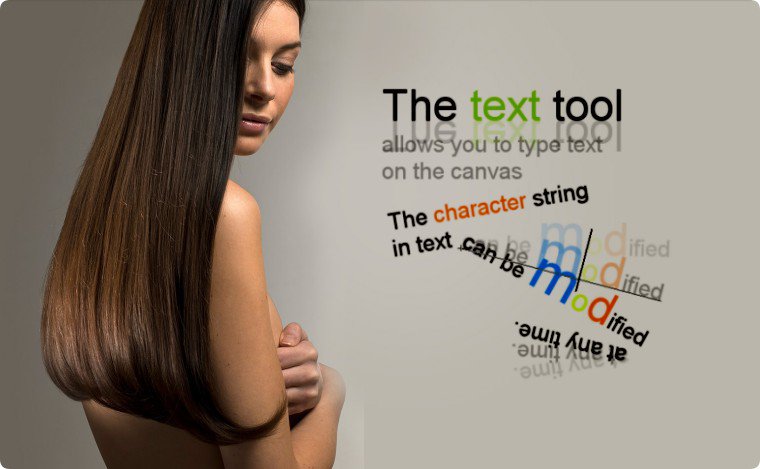 The text tool
allows you to type text
on the canvas
The character string
in text can be modified
at any time.